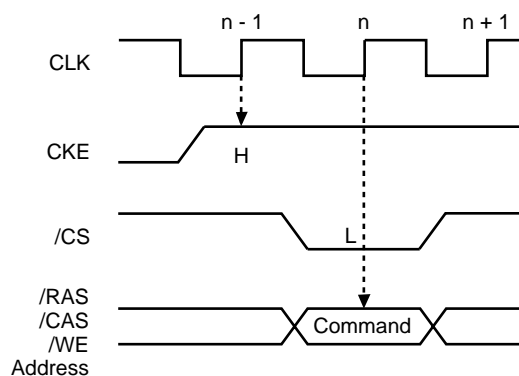 n - 1 n n + 1
CLK
CKE
H
/CS
L
/RAS
/CAS
Command
/WE
Address